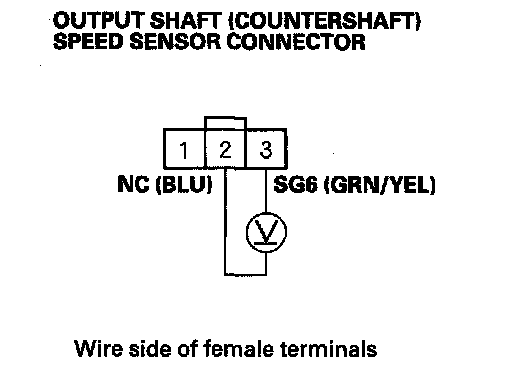 OUTPUT SHAFT (COUNTERSHAFT)
SPEED SENSOR CONNECTOR
1 2 3
NC (BLU) SG6 (GRN/YEL)
V
Wire side of female terminals